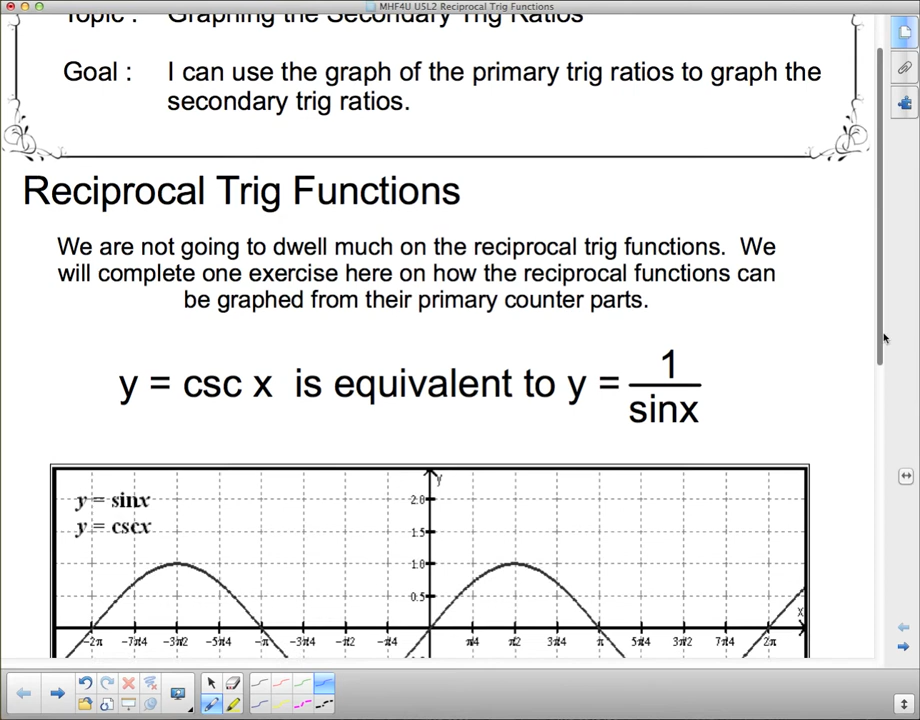 MHF4U USL2 Reciprocal Trig Functions
Topic : Graphing the Secondary Trig Ratios
Goal : I can use the graph of the primary trig ratios to graph the
secondary trig ratios.
Reciprocal Trig Functions
We are not going to dwell much on the reciprocal trig functions. We
will complete one exercise here on how the reciprocal functions can
be graphed from their primary counter parts.
y = csc x is equivalent to y = 1
sinx
y
y = sinx
2.0
y = cscx
1.5
1.0
0.5
x
-2π -7π/4 -3π/2 -5π/4 -π -3π/4 -π/2 -π/4 π/4 π/2 3π/4 π 5π/4 3π/2 7π/4 2π